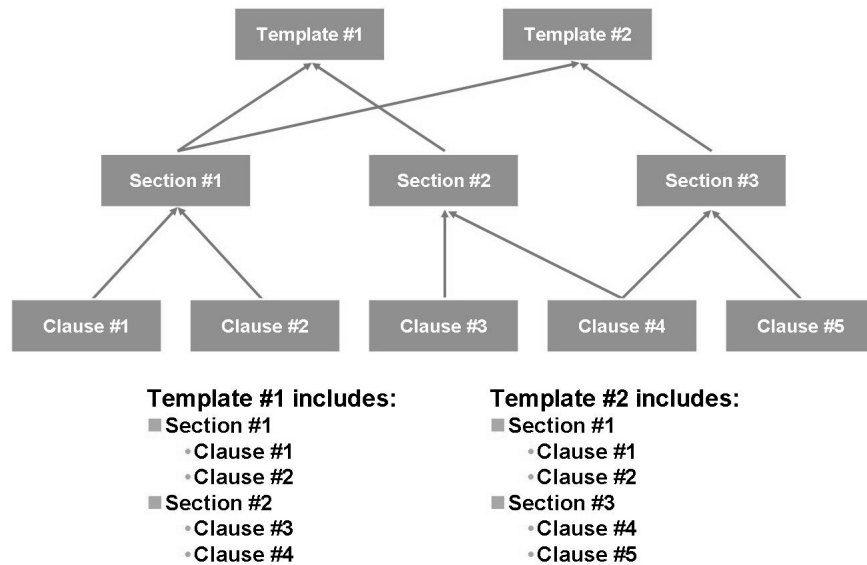 Template #1
Template #2
Section #1
Section #2
Section #3
Clause #1
Clause #2
Clause #3
Clause #4
Clause #5
Template #1 includes:
Section #1
Clause #1
Clause #2
Section #2
Clause #3
Clause #4
Template #2 includes:
Section #1
Clause #1
Clause #2
Section #3
Clause #4
Clause #5